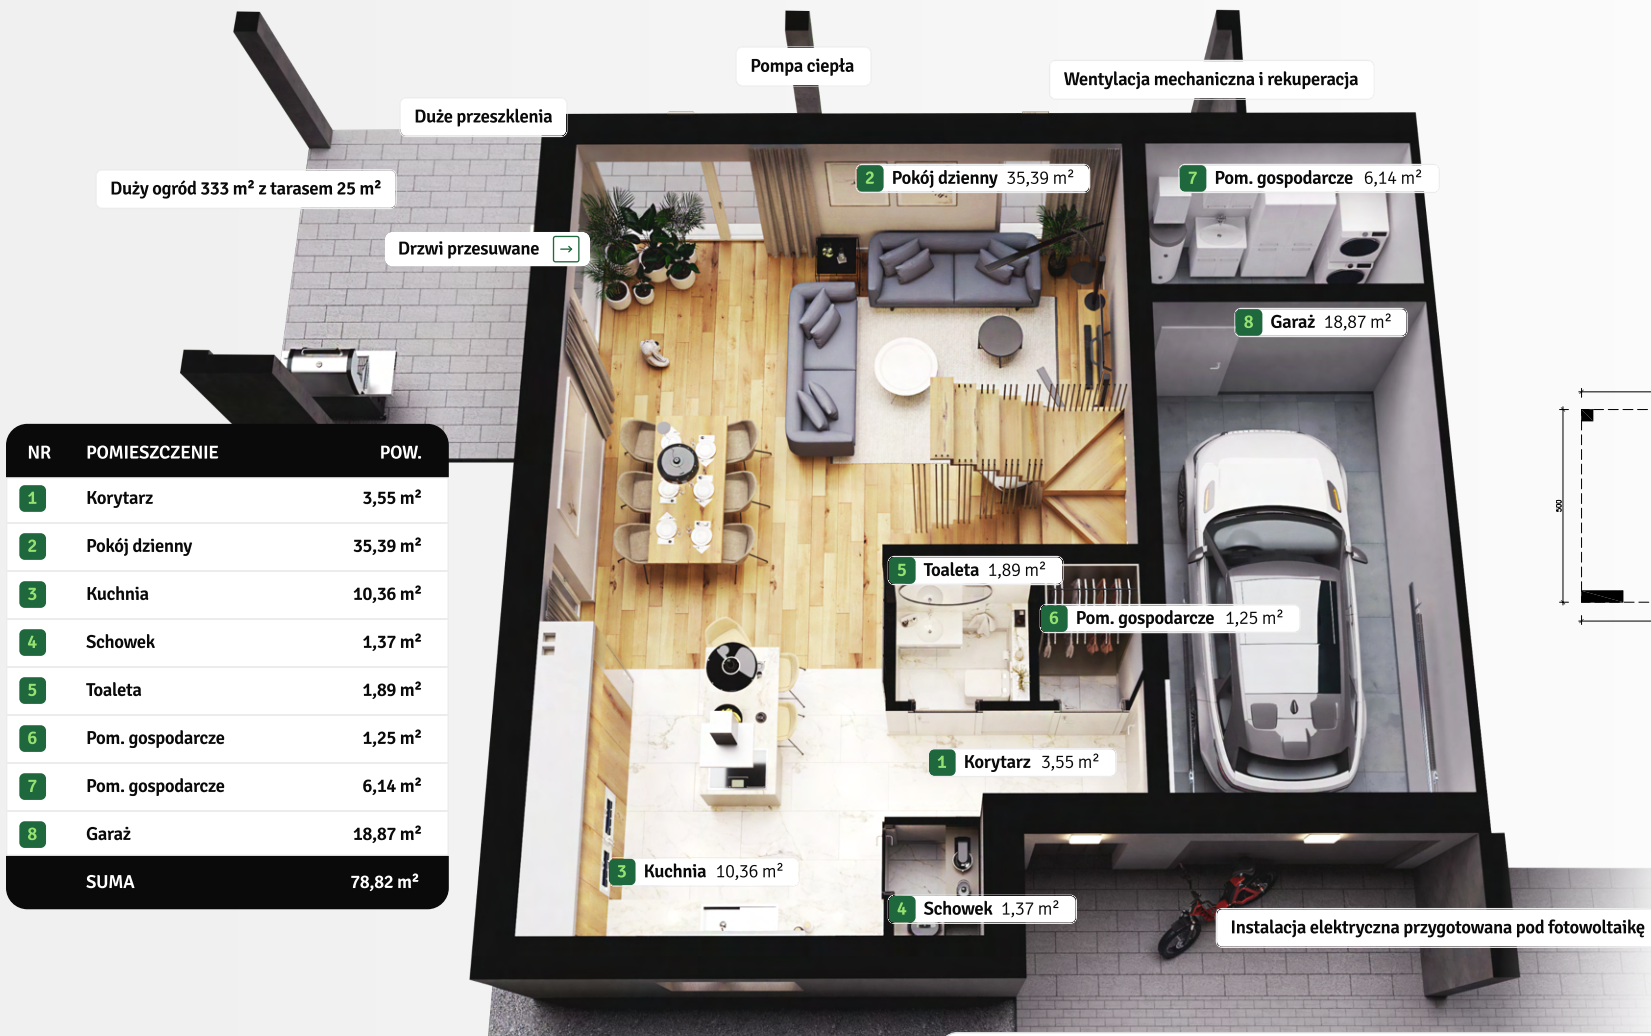 Pompa ciepła
Wentylacja mechaniczna i rekuperacja
Duże przeszklenia
Duży ogród 333 m² z tarasem 25 m²
Drzwi przesuwane →
2 Pokój dzienny 35,39 m²
7 Pom. gospodarcze 6,14 m²
8 Garaż 18,87 m²
NR POMIESZCZENIE POW.
1 Korytarz 3,55 m²
2 Pokój dzienny 35,39 m²
3 Kuchnia 10,36 m²
4 Schowek 1,37 m²
5 Toaleta 1,89 m²
6 Pom. gospodarcze 1,25 m²
7 Pom. gospodarcze 6,14 m²
8 Garaż 18,87 m²
SUMA 78,82 m²
5 Toaleta 1,89 m²
6 Pom. gospodarcze 1,25 m²
1 Korytarz 3,55 m²
3 Kuchnia 10,36 m²
4 Schowek 1,37 m²
Instalacja elektryczna przygotowana pod fotowoltaikę
500